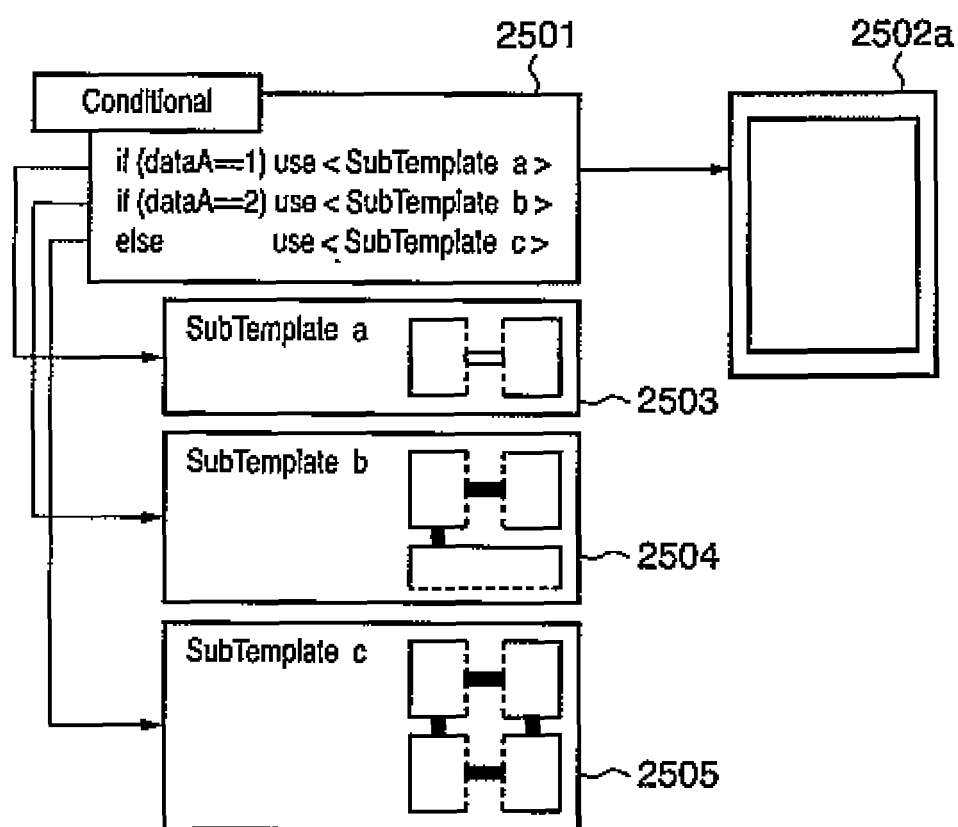 2501
2502a
Conditional
if (dataA==1) use < SubTemplate a >
if (dataA==2) use < SubTemplate b >
else use < SubTemplate c >
SubTemplate a
2503
SubTemplate b
2504
SubTemplate c
2505